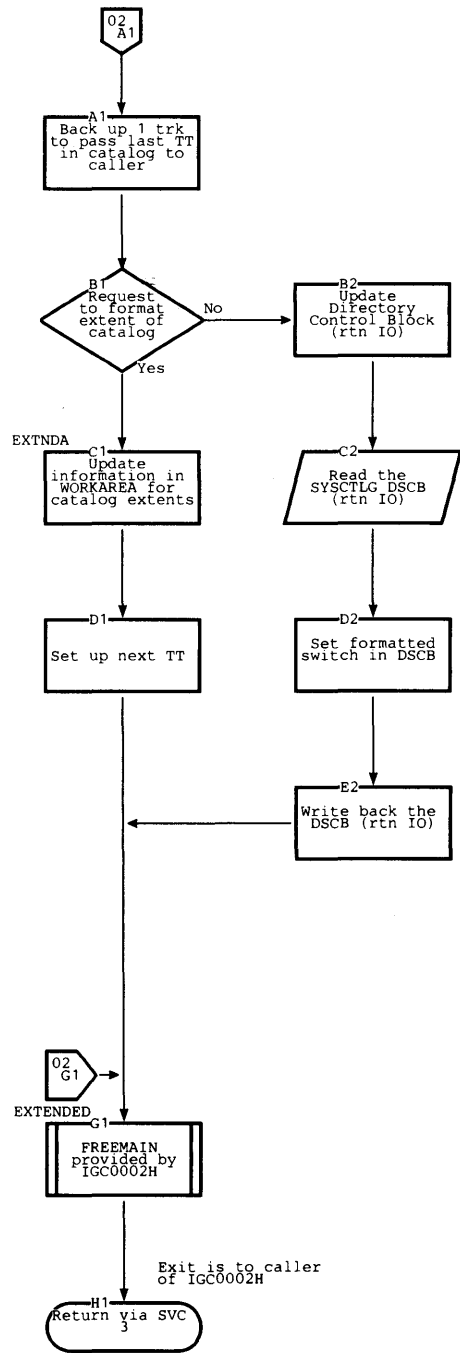 02
A1
A1
Back up 1 trk
to pass last TT
in catalog to
caller
B1
Request
to format
extent of
catalog
No
Yes
B2
Update
Directory
Control Block
(rtn IO)
EXTNDA
C1
Update
information in
WORKAREA for
catalog extents
C2
Read the
SYSCTLG DSCB
(rtn IO)
D1
Set up next TT
D2
Set formatted
switch in DSCB
E2
Write back the
DSCB (rtn IO)
02
G1
EXTENDED
G1
FREEMAIN
provided by
IGC0002H
Exit is to caller
of IGC0002H
H1
Return via SVC
3